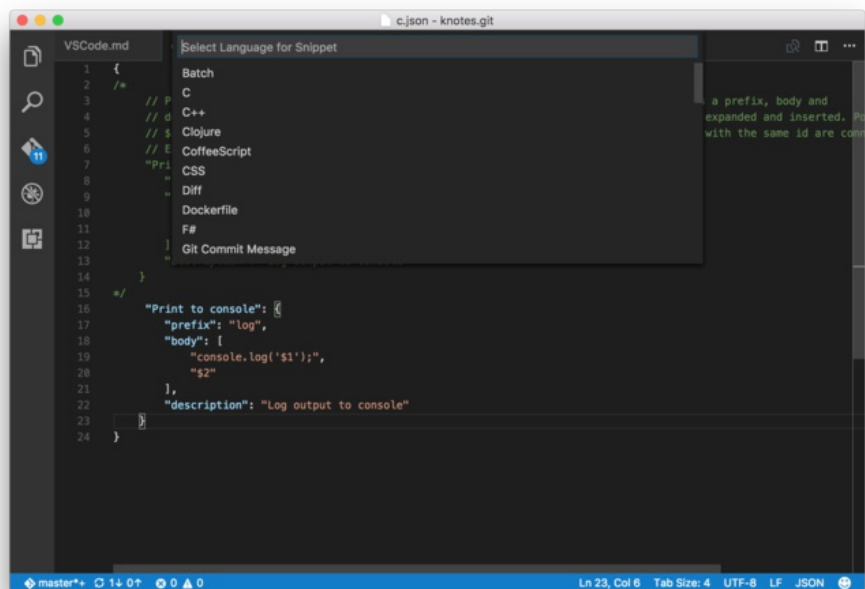 c.json - knotes.git
VSCode.md
Select Language for Snippet
Batch
C
C++
Clojure
CoffeeScript
CSS
Diff
Dockerfile
F#
Git Commit Message
11
1 {
2 /*
3 // P a prefix, body and
4 // d expanded and inserted. Po
5 // $ with the same id are conn
6 // E
7 "Pri
8 "
9 "
10
11
12 ]
13 "
14 }
15 */
16 "Print to console": {
17 "prefix": "log",
18 "body": [
19 "console.log('$1');",
20 "$2"
21 ],
22 "description": "Log output to console"
23 }
24 }
master*+ 1↓ 0↑ 0 0 Ln 23, Col 6 Tab Size: 4 UTF-8 LF JSON